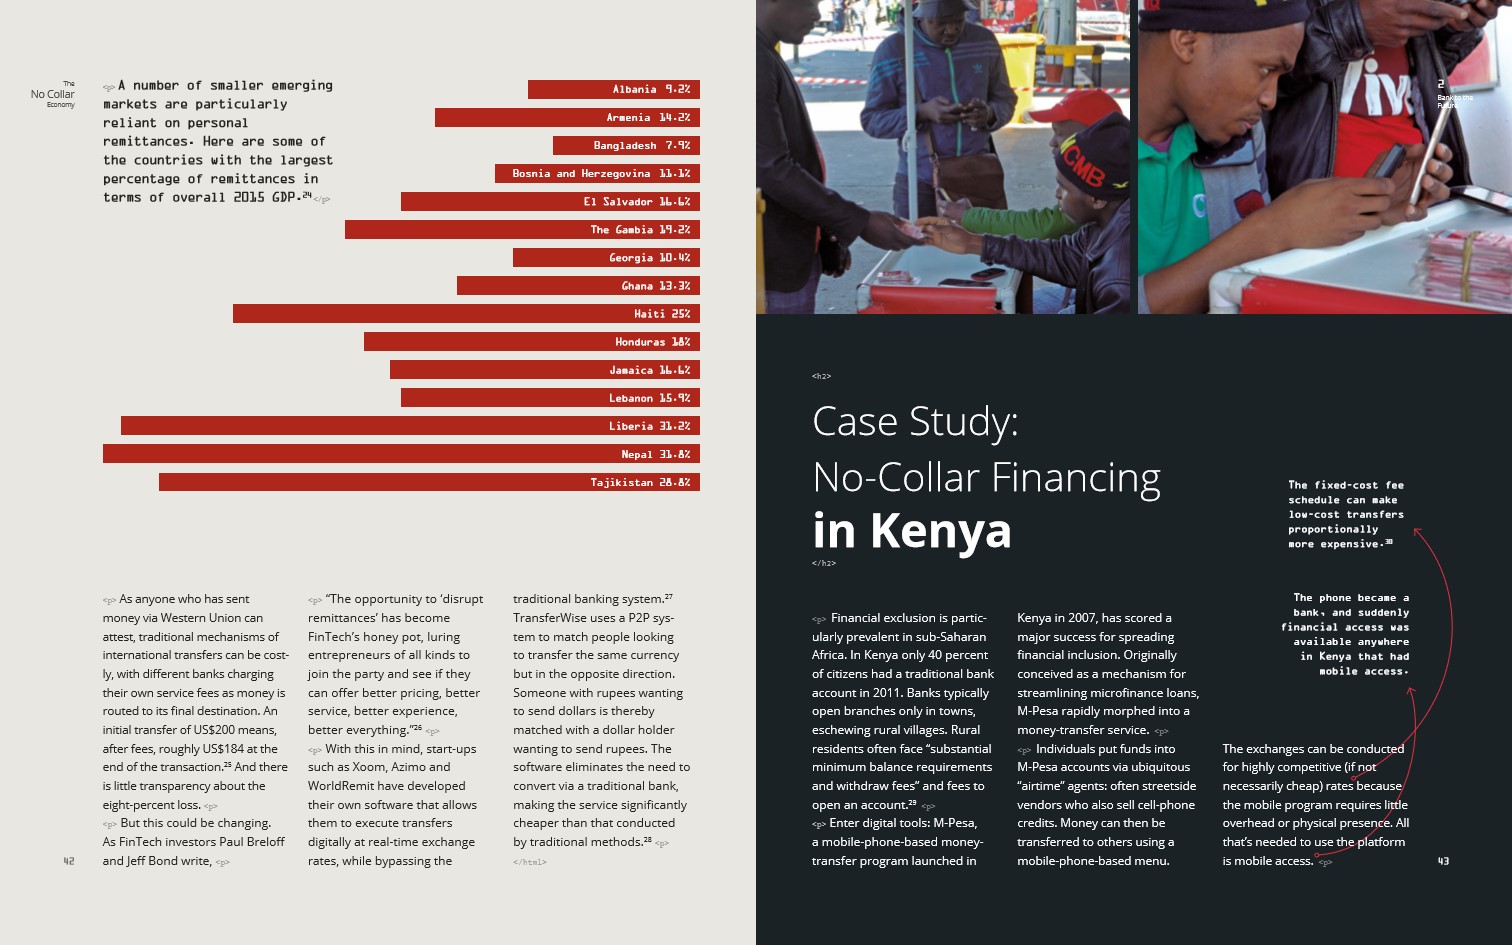 The
No Collar
Economy
<p> A number of smaller emerging
markets are particularly
reliant on personal
remittances. Here are some of
the countries with the largest
percentage of remittances in
terms of overall 2015 GDP.24 </p>
Albania 9.2%
Armenia 14.2%
Bangladesh 7.9%
Bosnia and Herzegovina 11.1%
El Salvador 16.6%
The Gambia 19.2%
Georgia 10.4%
Ghana 13.3%
Haiti 25%
Honduras 18%
Jamaica 16.6%
Lebanon 15.9%
Liberia 31.2%
Nepal 31.8%
Tajikistan 28.8%
<p> As anyone who has sent
money via Western Union can
attest, traditional mechanisms of
international transfers can be cost-
ly, with different banks charging
their own service fees as money is
routed to its final destination. An
initial transfer of US$200 means,
after fees, roughly US$184 at the
end of the transaction.25 And there
is little transparency about the
eight-percent loss. <p>
<p> But this could be changing.
As FinTech investors Paul Breloff
and Jeff Bond write, <p>
<p> “The opportunity to ‘disrupt
remittances’ has become
FinTech’s honey pot, luring
entrepreneurs of all kinds to
join the party and see if they
can offer better pricing, better
service, better experience,
better everything.”26 <p>
<p> With this in mind, start-ups
such as Xoom, Azimo and
WorldRemit have developed
their own software that allows
them to execute transfers
digitally at real-time exchange
rates, while bypassing the
traditional banking system.27
TransferWise uses a P2P sys-
tem to match people looking
to transfer the same currency
but in the opposite direction.
Someone with rupees wanting
to send dollars is thereby
matched with a dollar holder
wanting to send rupees. The
software eliminates the need to
convert via a traditional bank,
making the service significantly
cheaper than that conducted
by traditional methods.28 <p>
</html>
42
CMB
2
Bank to the
Future
<h2>
Case Study:
No-Collar Financing
in Kenya
</h2>
The fixed-cost fee
schedule can make
low-cost transfers
proportionally
more expensive.30
The phone became a
bank, and suddenly
financial access was
available anywhere
in Kenya that had
mobile access.
<p> Financial exclusion is partic-
ularly prevalent in sub-Saharan
Africa. In Kenya only 40 percent
of citizens had a traditional bank
account in 2011. Banks typically
open branches only in towns,
eschewing rural villages. Rural
residents often face “substantial
minimum balance requirements
and withdraw fees” and fees to
open an account.29 <p>
<p> Enter digital tools: M-Pesa,
a mobile-phone-based money-
transfer program launched in
Kenya in 2007, has scored a
major success for spreading
financial inclusion. Originally
conceived as a mechanism for
streamlining microfinance loans,
M-Pesa rapidly morphed into a
money-transfer service. <p>
<p> Individuals put funds into
M-Pesa accounts via ubiquitous
“airtime” agents: often streetside
vendors who also sell cell-phone
credits. Money can then be
transferred to others using a
mobile-phone-based menu.
The exchanges can be conducted
for highly competitive (if not
necessarily cheap) rates because
the mobile program requires little
overhead or physical presence. All
that’s needed to use the platform
is mobile access. <p>
43